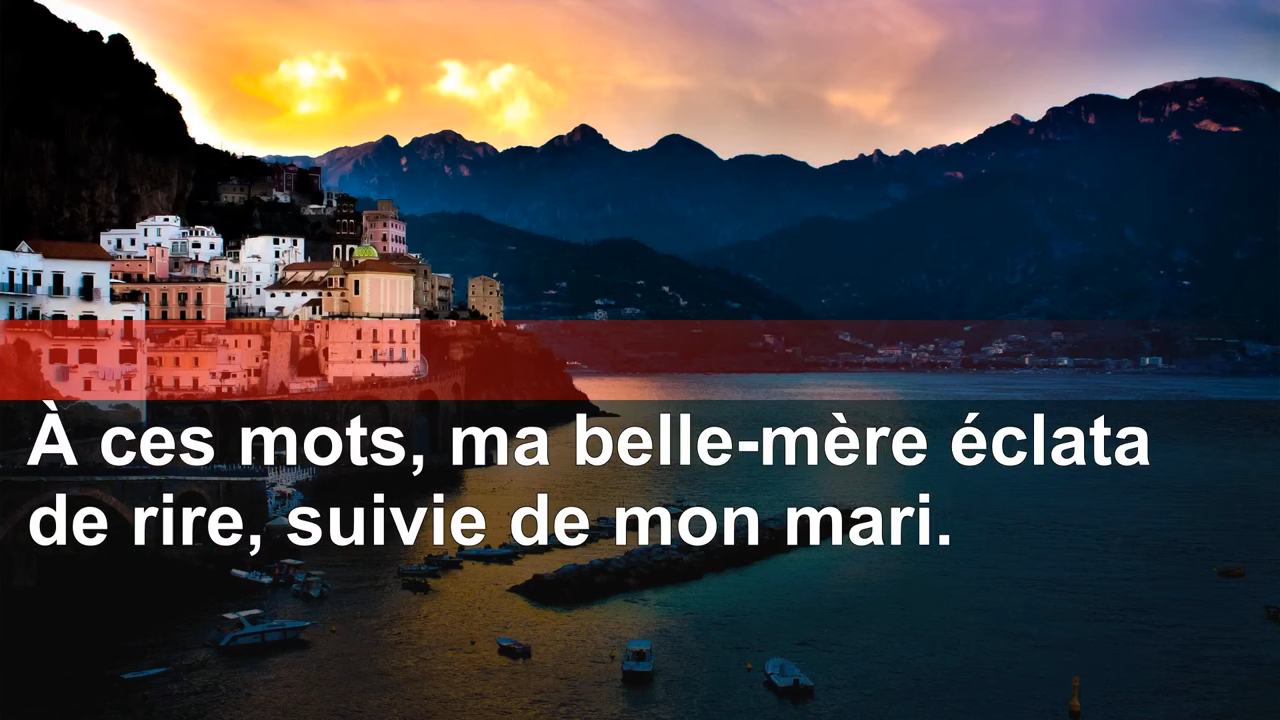 À ces mots, ma belle-mère éclata
de rire, suivie de mon mari.